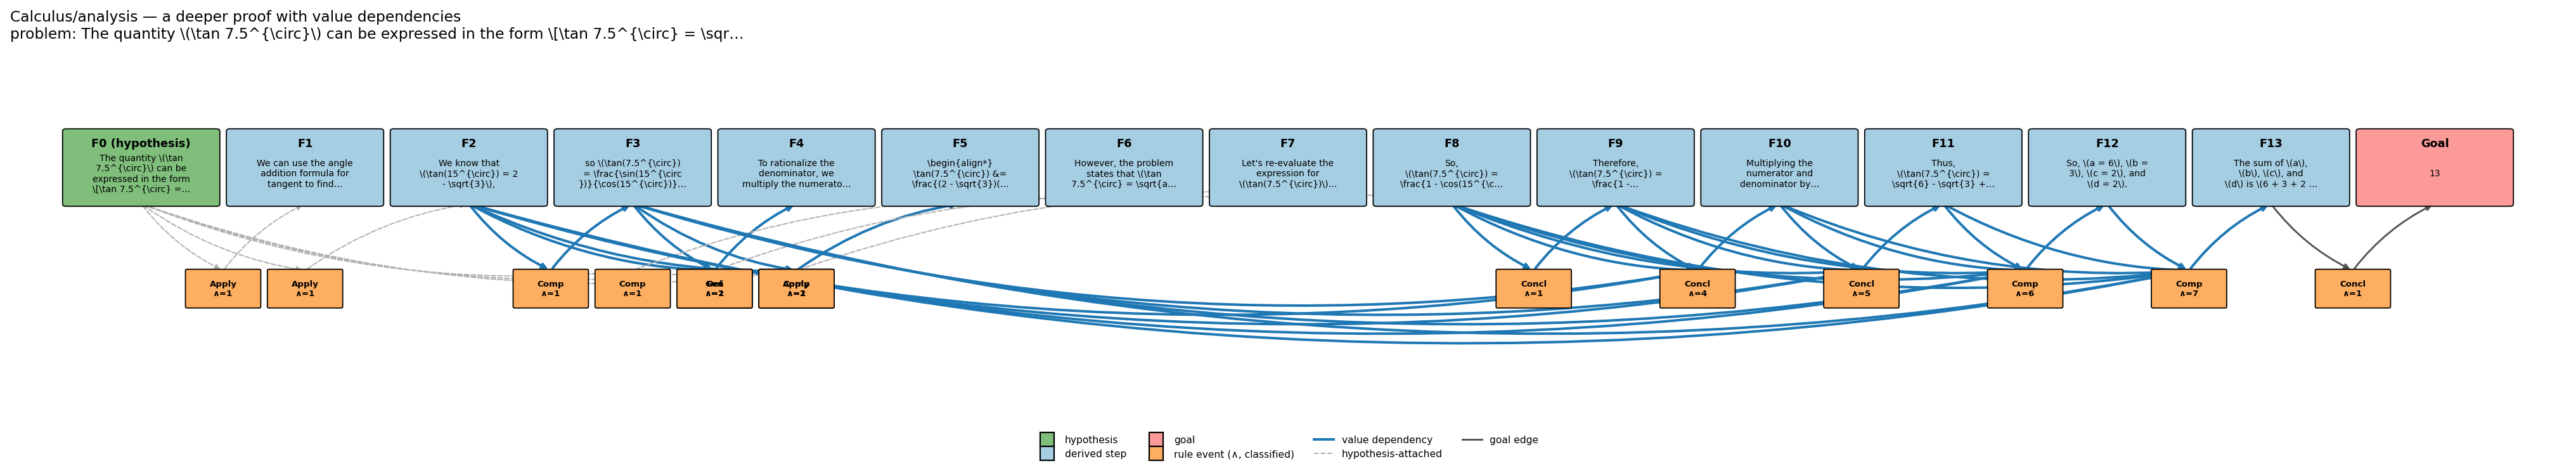 Calculus/analysis — a deeper proof with value dependencies
problem: The quantity \(\tan 7.5^{\circ}\) can be expressed in the form \[\tan 7.5^{\circ} = \sqr…
F0 (hypothesis)
The quantity \(\tan
7.5^{\circ}\) can be
expressed in the form
\[\tan 7.5^{\circ} =…
F1
We can use the angle
addition formula for
tangent to find…
F2
We know that
\(\tan(15^{\circ}) = 2
- \sqrt{3}\),
F3
so \(\tan(7.5^{\circ})
= \frac{\sin(15^{\circ
})}{\cos(15^{\circ})}…
F4
To rationalize the
denominator, we
multiply the numerato…
F5
\begin{align*}
\tan(7.5^{\circ}) &=
\frac{(2 - \sqrt{3})(…
F6
However, the problem
states that \(\tan
7.5^{\circ} = \sqrt{a…
F7
Let's re-evaluate the
expression for
\(\tan(7.5^{\circ})\)…
F8
So,
\(\tan(7.5^{\circ}) =
\frac{1 - \cos(15^{\c…
F9
Therefore,
\(\tan(7.5^{\circ}) =
\frac{1 -…
F10
Multiplying the
numerator and
denominator by…
F11
Thus,
\(\tan(7.5^{\circ}) =
\sqrt{6} - \sqrt{3} +…
F12
So, \(a = 6\), \(b =
3\), \(c = 2\), and
\(d = 2\).
F13
The sum of \(a\),
\(b\), \(c\), and
\(d\) is \(6 + 3 + 2 …
Goal
13
Apply
∧=1
Apply
∧=1
Comp
∧=1
Comp
∧=1
Concl
∧=1
Concl
∧=4
Concl
∧=5
Comp
∧=6
Comp
∧=7
Concl
∧=1
hypothesis
derived step
goal
rule event (∧, classified)
value dependency
hypothesis-attached
goal edge